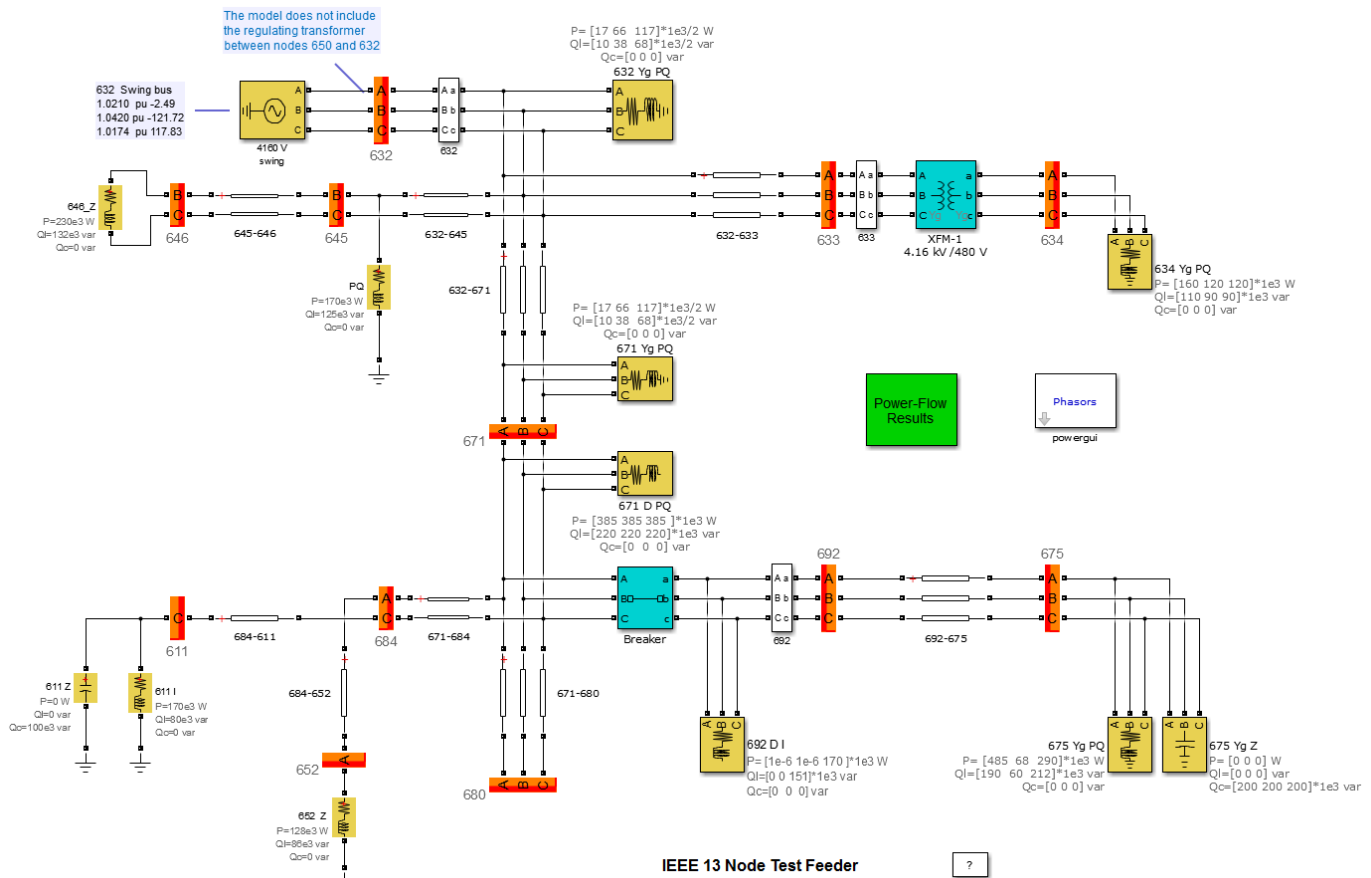 The model does not include
the regulating transformer
between nodes 650 and 632
632 Swing bus
1.0210 pu -2.49
1.0420 pu -121.72
1.0174 pu 117.83
A
B
C
4160 V
swing
A
B
C
632
A a
B b
C c
632
P= [17 66 117]*1e3/2 W
Ql=[10 38 68]*1e3/2 var
Qc=[0 0 0] var
632 Yg PQ
A
B
C
646_Z
P=230e3 W
Ql=132e3 var
Qc=0 var
B
C
646
645-646
B
C
645
632-645
PQ
P=170e3 W
Ql=125e3 var
Qc=0 var
632-671
632-633
A
B
C
633
A a
B b
C c
633
A
B
C
a
b
c
Yg
Yg
XFM-1
4.16 kV /480 V
A
B
C
634
A B C
634 Yg PQ
P= [160 120 120]*1e3 W
Ql=[110 90 90]*1e3 var
Qc=[0 0 0] var
P= [17 66 117]*1e3/2 W
Ql=[10 38 68]*1e3/2 var
Qc=[0 0 0] var
671 Yg PQ
A
B
C
671
A B C
A
B
C
671 D PQ
P= [385 385 385 ]*1e3 W
Ql=[220 220 220]*1e3 var
Qc=[0 0 0] var
Power-Flow
Results
Phasors
powergui
C
611
684-611
A
C
684
671-684
611 Z
P=0 W
Ql=0 var
Qc=100e3 var
611 I
P=170e3 W
Ql=80e3 var
Qc=0 var
684-652
A
652
652 Z
P=128e3 W
Ql=86e3 var
Qc=0 var
671-680
A B C
680
A
B
C
a
b
c
Breaker
A a
B b
C c
692
692
A
B
C
692-675
675
A
B
C
A B C
692 D I
P= [1e-6 1e-6 170 ]*1e3 W
Ql=[0 0 151]*1e3 var
Qc=[0 0 0] var
A B C
675 Yg PQ
P= [485 68 290]*1e3 W
Ql=[190 60 212]*1e3 var
Qc=[0 0 0] var
A B C
675 Yg Z
P= [0 0 0] W
Ql=[0 0 0] var
Qc=[200 200 200]*1e3 var
IEEE 13 Node Test Feeder
?